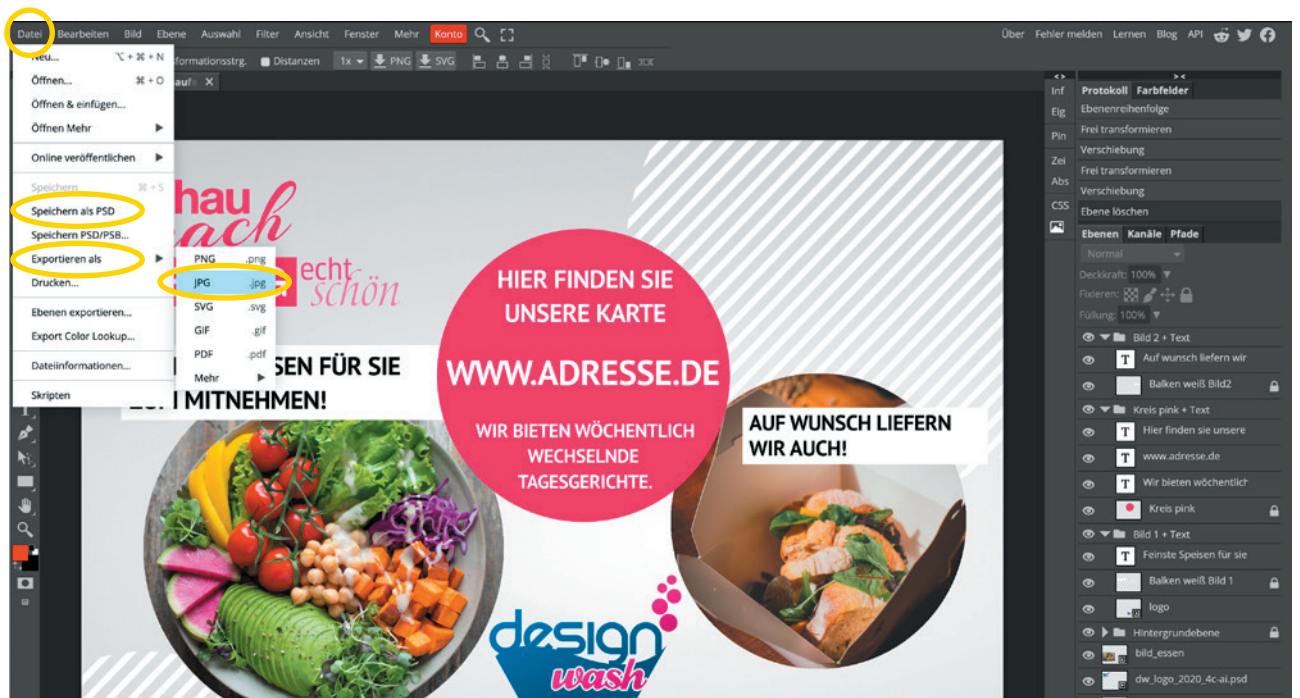 Datei Bearbeiten Bild Ebene Auswahl Filter Ansicht Fenster Mehr Konto
Über Fehler melden Lernen Blog API
formationsstrg. Distanzen 1x PNG SVG
Neu... ⌥ + ⌘ + N
Öffnen... ⌘ + O
Öffnen & einfügen...
Öffnen Mehr
Online veröffentlichen
Speichern ⌘ + S
Speichern als PSD
Speichern PSD/PSB...
Exportieren als
Drucken...
Ebenen exportieren...
Export Color Lookup...
Dateiinformationen...
Skripten
PNG .png
JPG .jpg
SVG .svg
GIF .gif
PDF .pdf
Mehr
hau
ach
echt
schön
SEN FÜR SIE
MITNEHMEN!
HIER FINDEN SIE
UNSERE KARTE
WWW.ADRESSE.DE
WIR BIETEN WÖCHENTLICH
WECHSELNDE
TAGESGERICHTE.
AUF WUNSCH LIEFERN
WIR AUCH!
design
wash
Inf
Eig
Pin
Zei
Abs
CSS
Protokoll Farbfelder
Ebenenreihenfolge
Frei transformieren
Verschiebung
Frei transformieren
Verschiebung
Ebene löschen
Ebenen Kanäle Pfade
Normal
Deckkraft: 100%
Fixieren:
Füllung: 100%
Bild 2 + Text
T Auf wunsch liefern wir
Balken weiß Bild2
Kreis pink + Text
T Hier finden sie unsere
T www.adresse.de
T Wir bieten wöchentlich
Kreis pink
Bild 1 + Text
T Feinste Speisen für sie
Balken weiß Bild 1
logo
Hintergrundebene
bild_essen
dw_logo_2020_4c-ai.psd